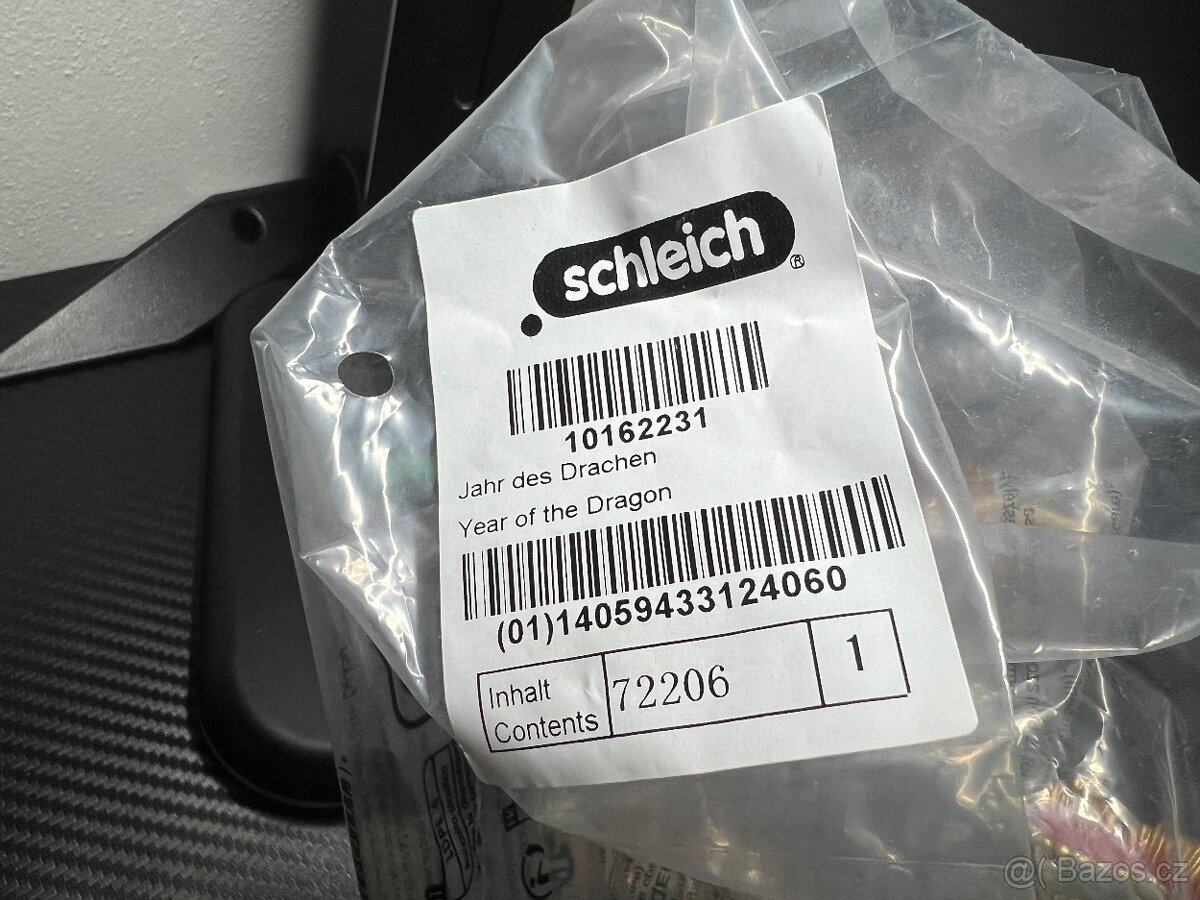 schleich
®
10162231
Jahr des Drachen
Year of the Dragon
(01)14059433124060
Inhalt
Contents
72206
1
@( Bazos.cz